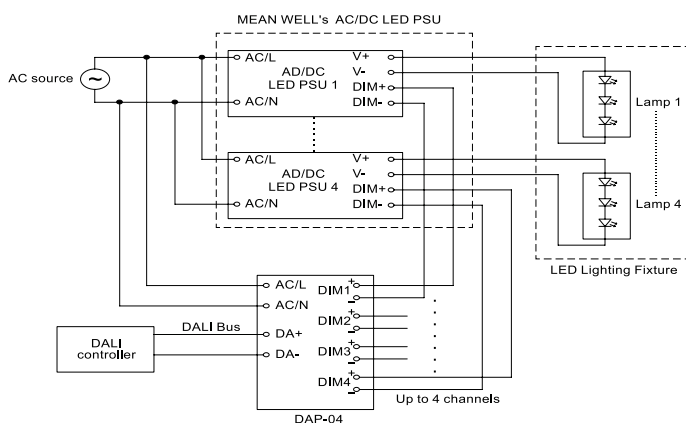 MEAN WELL's AC/DC LED PSU
AC source
~
AC/L
AC/N
AD/DC
LED PSU 1
V+
V-
DIM+
DIM-
AC/L
AC/N
AD/DC
LED PSU 4
V+
V-
DIM+
DIM-
Lamp 1
Lamp 4
LED Lighting Fixture
DALI
controller
DALI Bus
AC/L
AC/N
DA+
DA-
DIM1
+
-
DIM2
+
-
DIM3
+
-
DIM4
+
-
Up to 4 channels
DAP-04